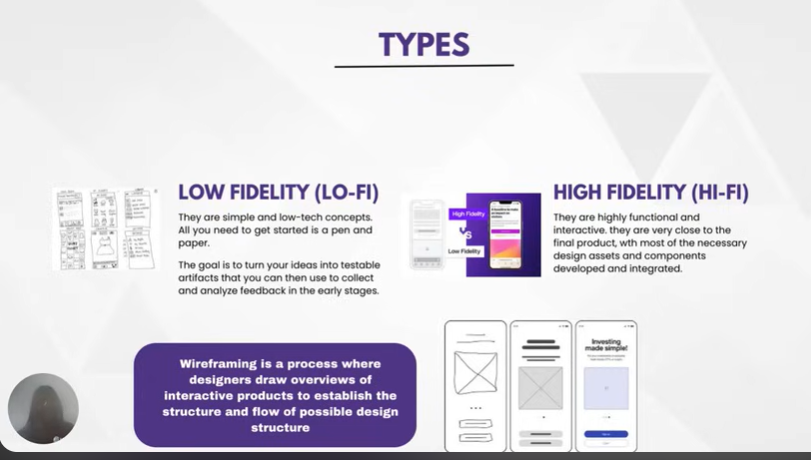 TYPES
LOW FIDELITY (LO-FI)
They are simple and low-tech concepts.
All you need to get started is a pen and
paper.
The goal is to turn your ideas into testable
artifacts that you can then use to collect
and analyze feedback in the early stages.
High Fidelity
VS
Low Fidelity
HIGH FIDELITY (HI-FI)
They are highly functional and
interactive. they are very close to the
final product, wth most of the necessary
design assets and components
developed and integrated.
Wireframing is a process where
designers draw overviews of
interactive products to establish the
structure and flow of possible design
structure
Investing
made simple!